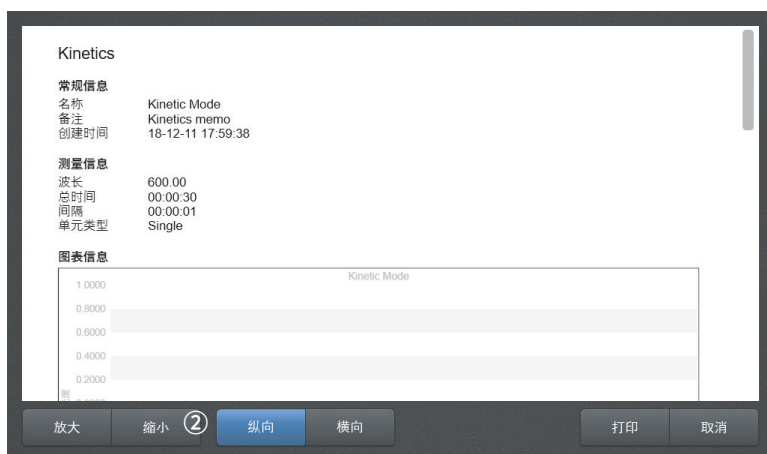 Kinetics
常规信息
名称 Kinetic Mode
备注 Kinetics memo
创建时间 18-12-11 17:59:38
测量信息
波长 600.00
总时间 00:00:30
间隔 00:00:01
单元类型 Single
图表信息
Kinetic Mode
1.0000
0.8000
0.6000
0.4000
0.2000
放大 缩小 ② 纵向 横向 打印 取消